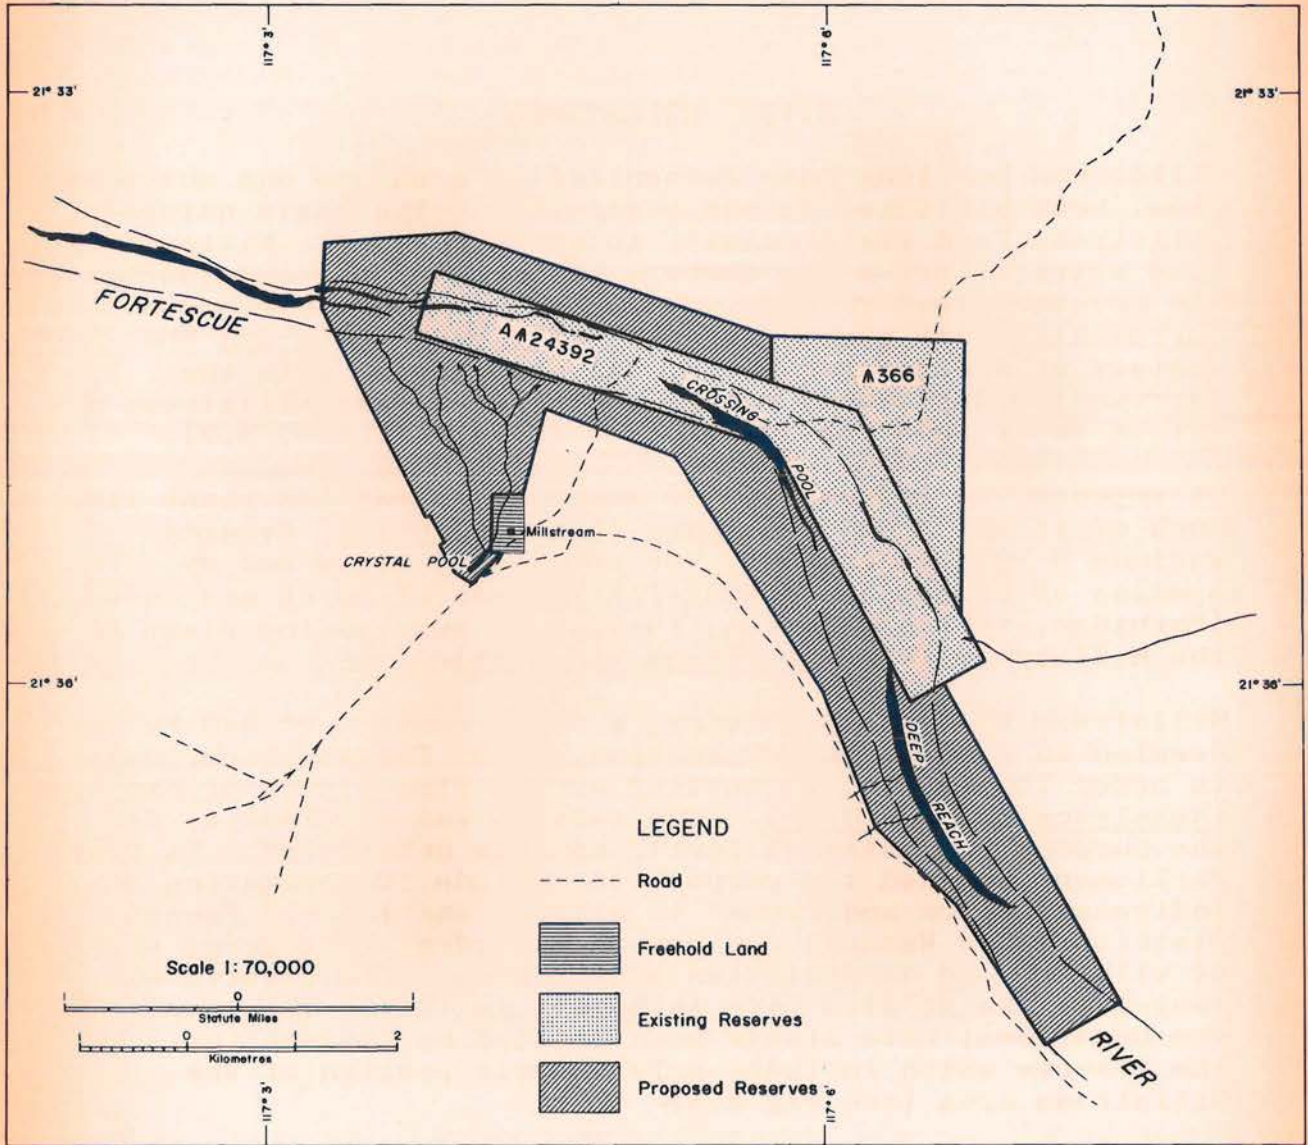 117° 3'
117° 6'
21° 33'
21° 33'
FORTESCUE
A 24392
366
CROSSING
POOL
Millstream
CRYSTAL POOL
21° 36'
21° 36'
DEEP
REACH
LEGEND
Road
Freehold Land
Existing Reserves
Proposed Reserves
Scale 1:70,000
0
Statute Miles
1 0 1 2
Kilometres
RIVER
117° 3'
117° 6'